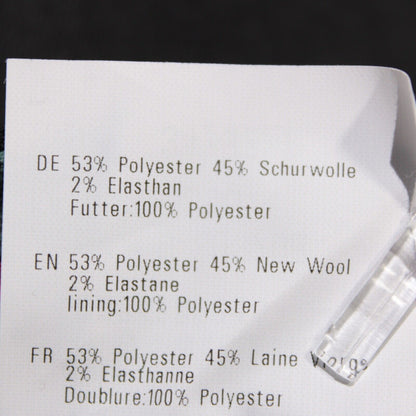 DE 53% Polyester 45% Schurwolle
2% Elasthan
Futter:100% Polyester
EN 53% Polyester 45% New Wool
2% Elastane
lining:100% Polyester
FR 53% Polyester 45% Laine Vierge
2% Elasthanne
Doublure:100% Polyester